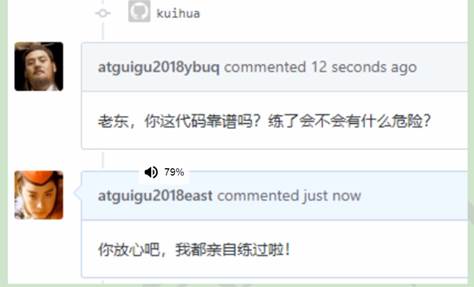 kuihua
atguigu2018ybuq commented 12 seconds ago
老东，你这代码靠谱吗？练了会不会有什么危险？
79%
atguigu2018east commented just now
你放心吧，我都亲自练过啦！